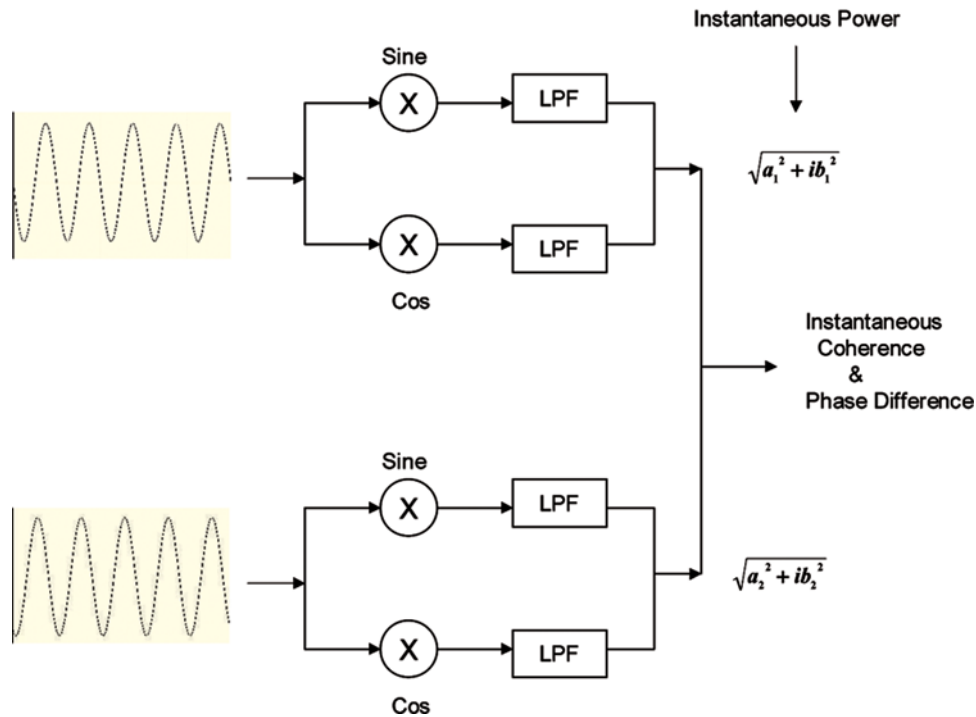 Instantaneous Power
Sine
X
LPF
√a₁² + ib₁²
X
LPF
Cos
Instantaneous
Coherence
&
Phase Difference
Sine
X
LPF
√a₂² + ib₂²
X
LPF
Cos